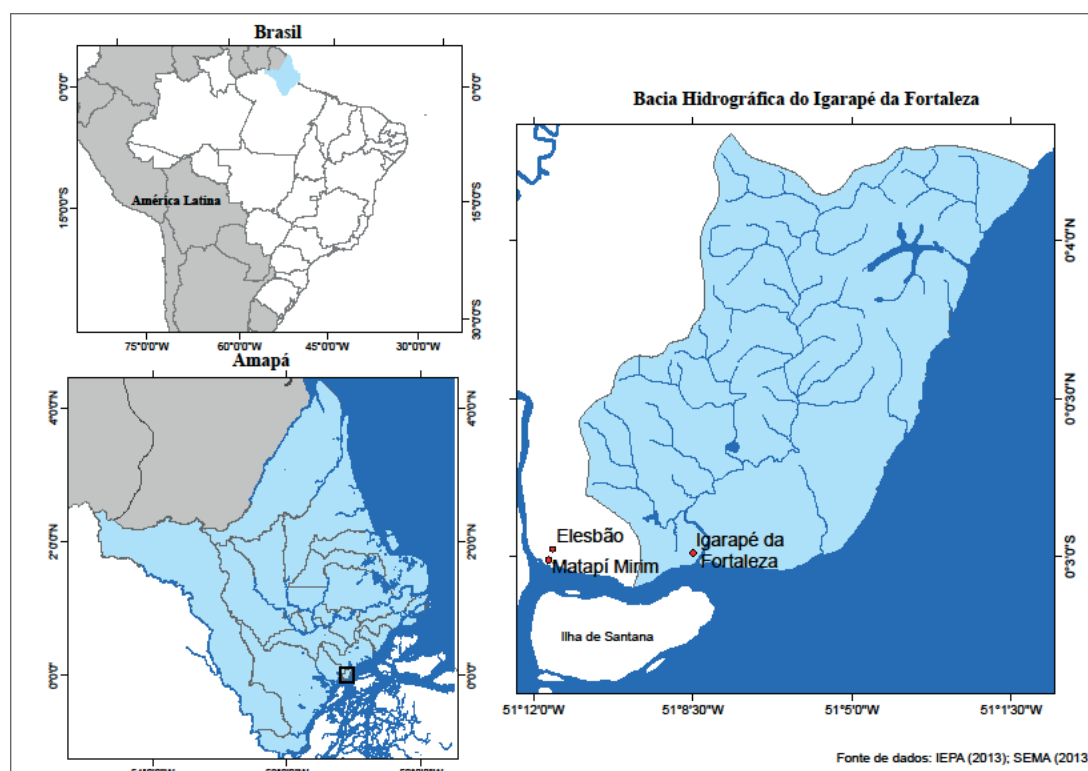 Brasil
0°0'0"
0°0'0"
América Latina
15°0'0"S
15°0'0"S
30°0'0"S
75°0'0"W
60°0'0"W
45°0'0"W
30°0'0"W
Amapá
4°0'0"N
4°0'0"N
2°0'0"N
2°0'0"N
0°0'0"
0°0'0"
Bacia Hidrográfica do Igarapé da Fortaleza
0°4'0"N
0°0'30"N
0°3'0"S
Elesbão
Matapí Mirim
Igarapé da
Fortaleza
Ilha de Santana
51°12'0"W
51°8'30"W
51°5'0"W
51°1'30"W
Fonte de dados: IEPA (2013); SEMA (2013